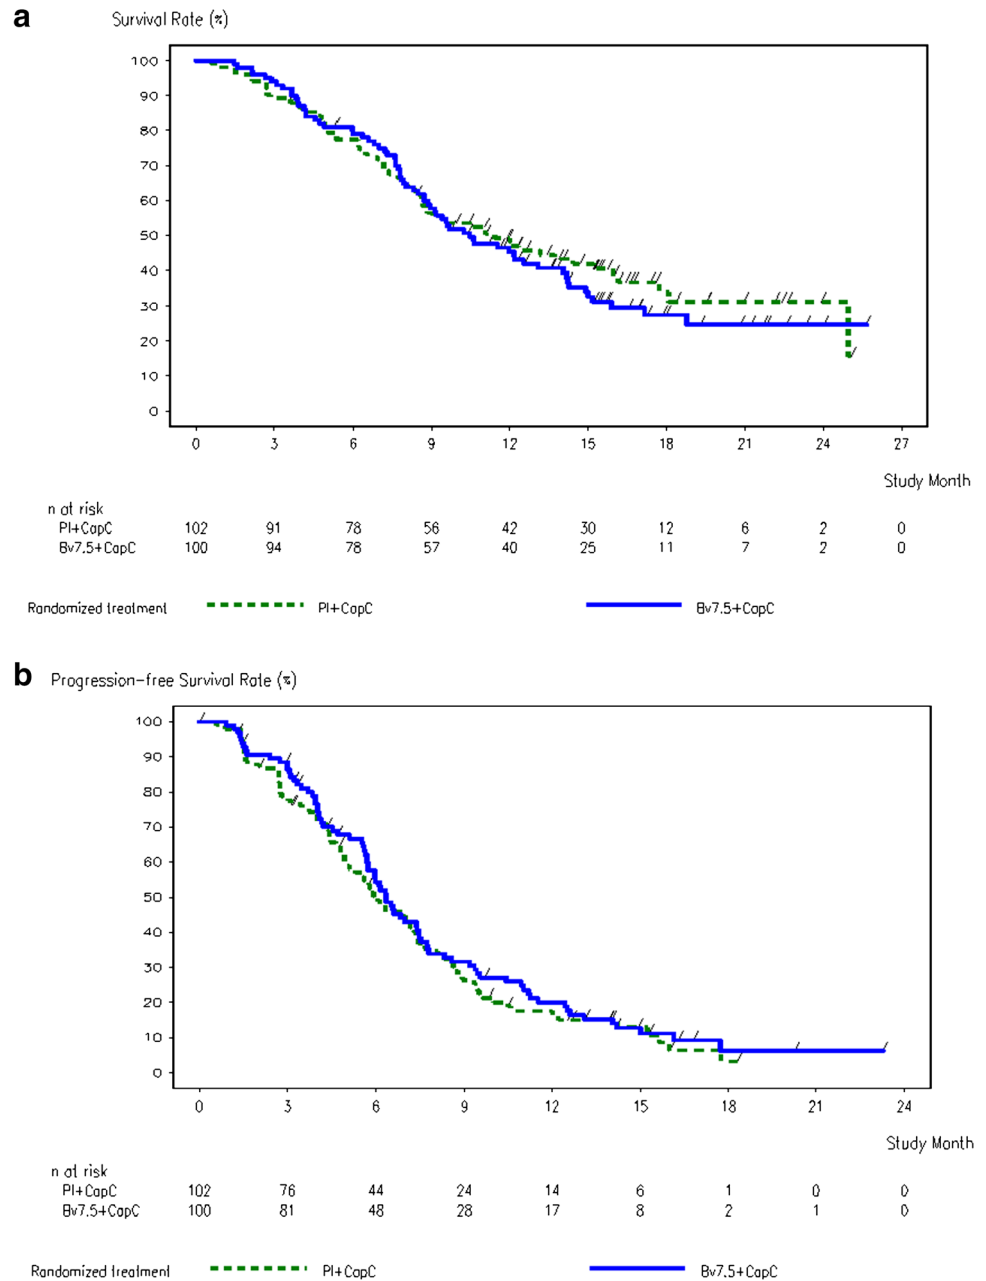 a
Survival Rate (%)
100
90
80
70
60
50
40
30
20
10
0
0 3 6 9 12 15 18 21 24 27
Study Month
n at risk
Pl+CapC 102 91 78 56 42 30 12 6 2 0
Bv7.5+CapC 100 94 78 57 40 25 11 7 2 0
Randomized treatment Pl+CapC Bv7.5+CapC
b
Progression-free Survival Rate (%)
100
90
80
70
60
50
40
30
20
10
0
0 3 6 9 12 15 18 21 24
Study Month
n at risk
Pl+CapC 102 76 44 24 14 6 1 0 0
Bv7.5+CapC 100 81 48 28 17 8 2 1 0
Randomized treatment Pl+CapC Bv7.5+CapC